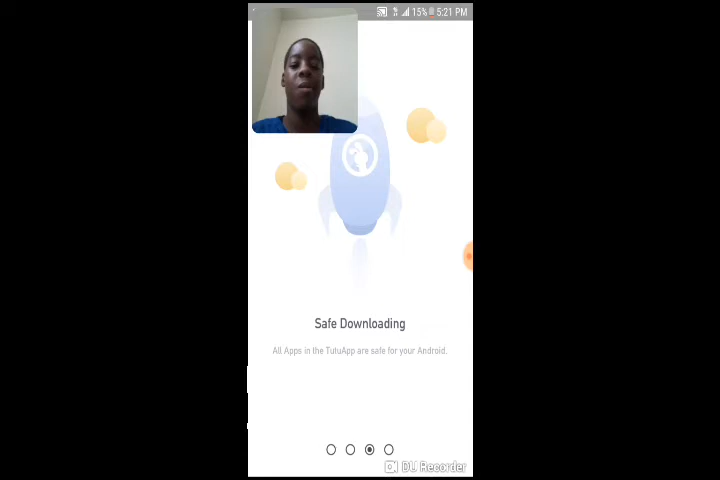 15% 5:21 PM
Safe Downloading
All Apps in the TutuApp are safe for your Android.
DU Recorder